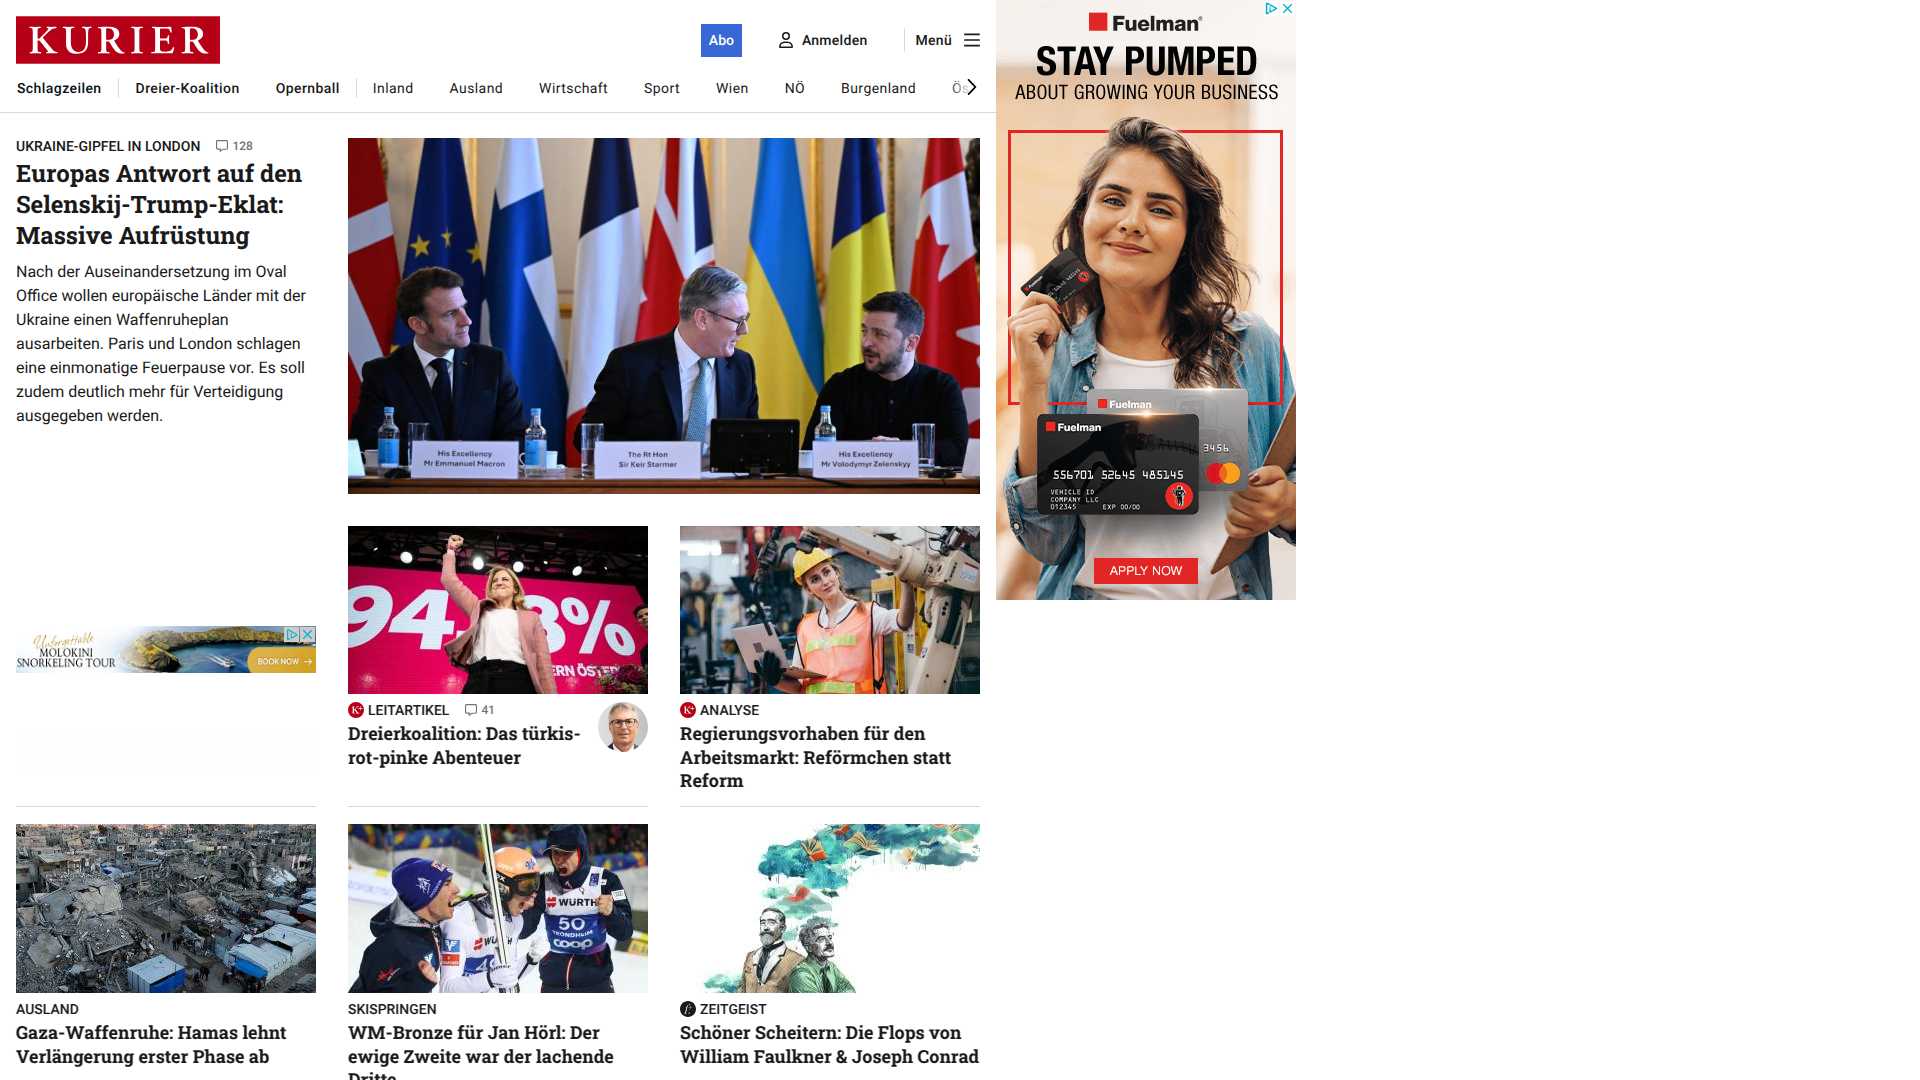 KURIER
Abo
Anmelden
Menü
Schlagzeilen
Dreier-Koalition
Opernball
Inland
Ausland
Wirtschaft
Sport
Wien
NÖ
Burgenland
UKRAINE-GIPFEL IN LONDON 128
Europas Antwort auf den
Selenskij-Trump-Eklat:
Massive Aufrüstung
Nach der Auseinandersetzung im Oval
Office wollen europäische Länder mit der
Ukraine einen Waffenruheplan
ausarbeiten. Paris und London schlagen
eine einmonatige Feuerpause vor. Es soll
zudem deutlich mehr für Verteidigung
ausgegeben werden.
His Excellency
Mr Emmanuel Macron
The Rt Hon
Sir Keir Starmer
His Excellency
Mr Volodymyr Zelenskyy
Unforgettable
MOLOKINI
SNORKELING TOUR
BOOK NOW →
K+ LEITARTIKEL 41
Dreierkoalition: Das türkis-
rot-pinke Abenteuer
K+ ANALYSE
Regierungsvorhaben für den
Arbeitsmarkt: Reförmchen statt
Reform
WÜRTH
50
TRONDHEIM
coop
AUSLAND
Gaza-Waffenruhe: Hamas lehnt
Verlängerung erster Phase ab
SKISPRINGEN
WM-Bronze für Jan Hörl: Der
ewige Zweite war der lachende
Dritte
ZEITGEIST
Schöner Scheitern: Die Flops von
William Faulkner & Joseph Conrad
Fuelman
STAY PUMPED
ABOUT GROWING YOUR BUSINESS
Fuelman
Fuelman
3456
556701 52645 485145
VEHICLE ID
COMPANY LLC
012345 EXP 00/00
APPLY NOW